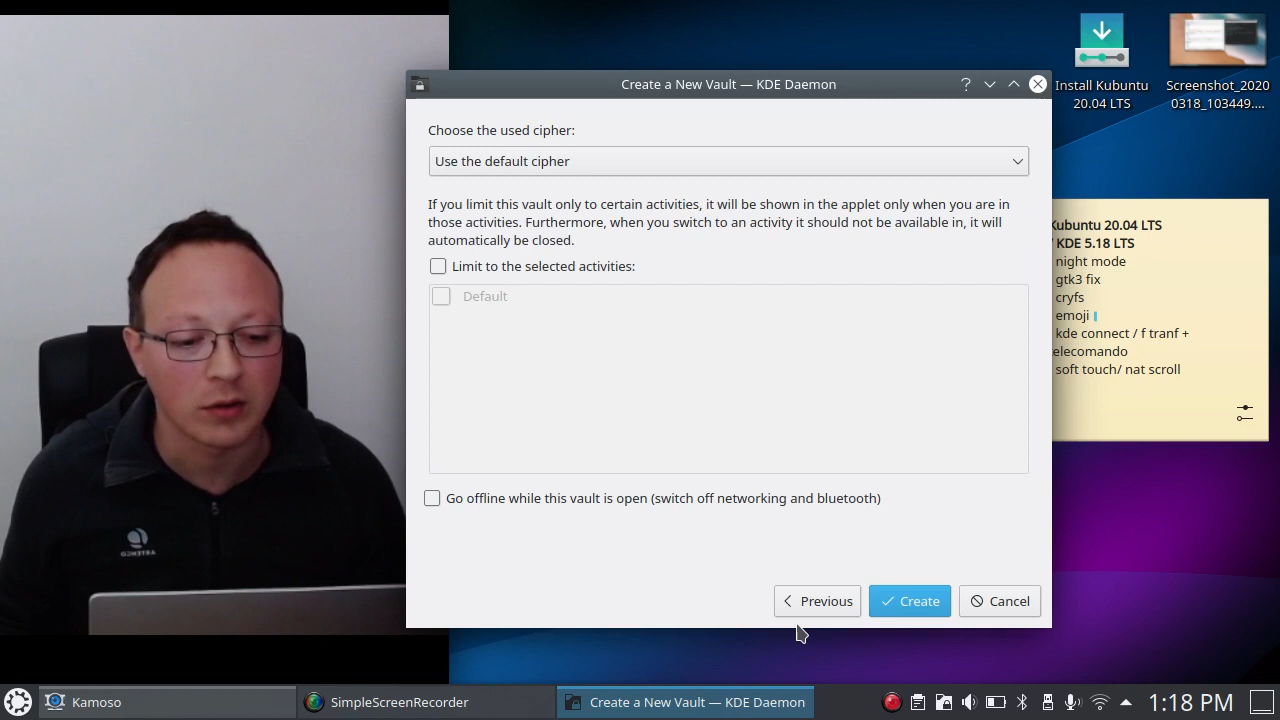 Create a New Vault — KDE Daemon
Choose the used cipher:
Use the default cipher
If you limit this vault only to certain activities, it will be shown in the applet only when you are in
those activities. Furthermore, when you switch to an activity it should not be available in, it will
automatically be closed.
Limit to the selected activities:
Default
Go offline while this vault is open (switch off networking and bluetooth)
Previous
Create
Cancel
Install Kubuntu
20.04 LTS
Screenshot_2020
0318_103449....
Kubuntu 20.04 LTS
/ KDE 5.18 LTS
night mode
gtk3 fix
cryfs
emoji
kde connect / f tranf +
elecomando
soft touch/ nat scroll
ARTENGO
Kamoso
SimpleScreenRecorder
Create a New Vault — KDE Daemon
1:18 PM